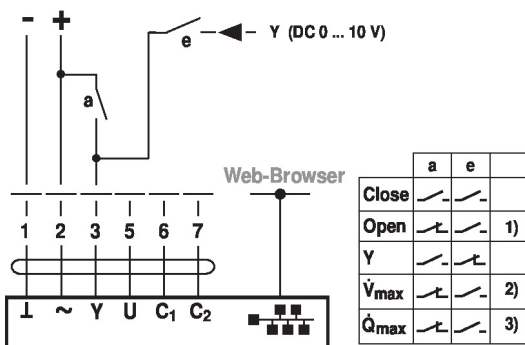 - +
e
Y (DC 0 ... 10 V)
a
Web-Browser
1 2 3 5 6 7
⊥ ~ Y U C₁ C₂
a e
Close
Open 1)
Y
V̇max 2)
Q̇max 3)